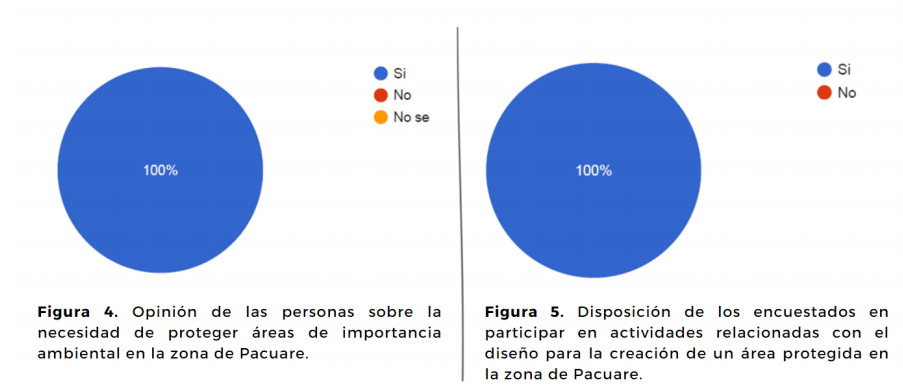 Si
No
No se
100%
Figura 4. Opinión de las personas sobre la
necesidad de proteger áreas de importancia
ambiental en la zona de Pacuare.
Si
No
100%
Figura 5. Disposición de los encuestados en
participar en actividades relacionadas con el
diseño para la creación de un área protegida en
la zona de Pacuare.